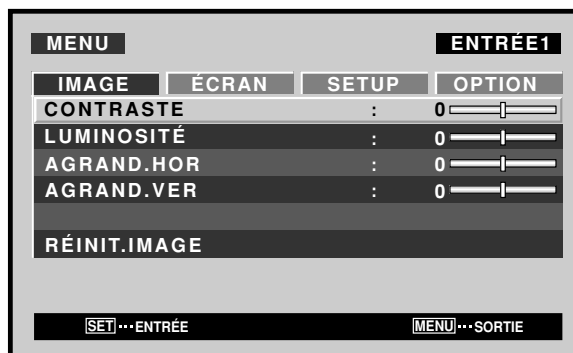 MENU ENTRÉE1
IMAGE ÉCRAN SETUP OPTION
CONTRASTE : 0
LUMINOSITÉ : 0
AGRAND.HOR : 0
AGRAND.VER : 0
RÉINIT.IMAGE
SET···ENTRÉE MENU···SORTIE